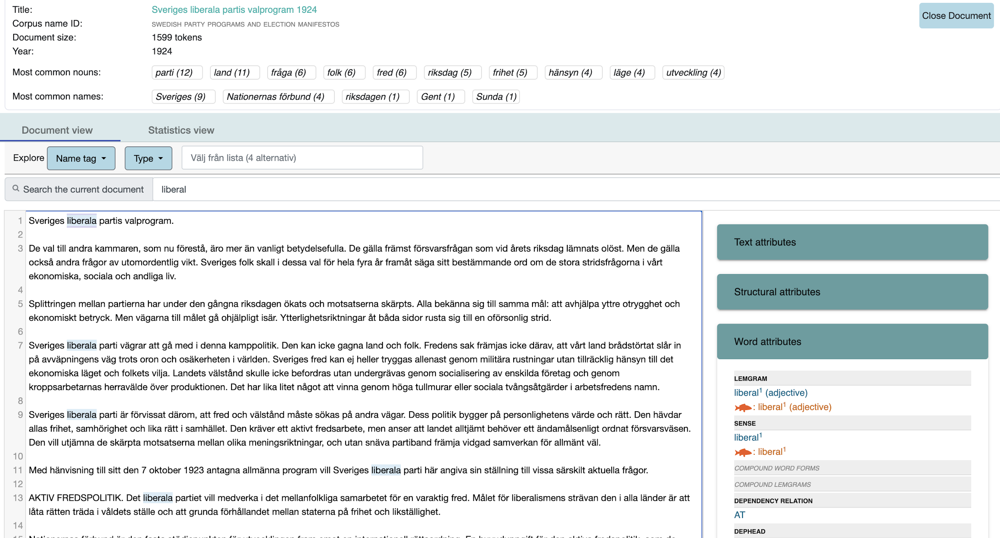 Title: Sveriges liberala partis valprogram 1924
Close Document
Corpus name ID: SWEDISH PARTY PROGRAMS AND ELECTION MANIFESTOS
Document size: 1599 tokens
Year: 1924
Most common nouns: parti (12) land (11) fråga (6) folk (6) fred (6) riksdag (5) frihet (5) hänsyn (4) läge (4) utveckling (4)
Most common names: Sveriges (9) Nationernas förbund (4) riksdagen (1) Gent (1) Sunda (1)
Document view Statistics view
Explore Name tag Type Välj från lista (4 alternativ)
Search the current document liberal
1 Sveriges liberala partis valprogram.
2
3 De val till andra kammaren, som nu förestå, äro mer än vanligt betydelsefulla. De gälla främst försvarsfrågan som vid årets riksdag lämnats olöst. Men de gälla
också andra frågor av utomordentlig vikt. Sveriges folk skall i dessa val för hela fyra år framåt säga sitt bestämmande ord om de stora stridsfrågorna i vårt
ekonomiska, sociala och andliga liv.
4
5 Splittringen mellan partierna har under den gångna riksdagen ökats och motsatserna skärpts. Alla bekänna sig till samma mål: att avhjälpa yttre otrygghet och
ekonomiskt betryck. Men vägarna till målet gå ohjälpligt isär. Ytterlighetsriktningar åt båda sidor rusta sig till en oförsonlig strid.
6
7 Sveriges liberala parti vägrar att gå med i denna kamppolitik. Den kan icke gagna land och folk. Fredens sak främjas icke därav, att vårt land brådstörtat slår in
på avväpningens väg trots oron och osäkerheten i världen. Sveriges fred kan ej heller tryggas allenast genom militära rustningar utan tillräcklig hänsyn till det
ekonomiska läget och folkets vilja. Landets välstånd skulle icke befordras utan undergrävas genom socialisering av enskilda företag och genom
kroppsarbetarnas herravälde över produktionen. Det har lika litet något att vinna genom höga tullmurar eller sociala tvångsåtgärder i arbetsfredens namn.
8
9 Sveriges liberala parti är förvissat därom, att fred och välstånd måste sökas på andra vägar. Dess politik bygger på personlighetens värde och rätt. Den hävdar
allas frihet, samhörighet och lika rätt i samhället. Den kräver ett aktivt fredsarbete, men anser att landet alltjämt behöver ett ändamålsenligt ordnat försvarsväsen.
Den vill utjämna de skärpta motsatserna mellan olika meningsriktningar, och utan snäva partiband främja vidgad samverkan för allmänt väl.
10
11 Med hänvisning till sitt den 7 oktober 1923 antagna allmänna program vill Sveriges liberala parti här angiva sin ställning till vissa särskilt aktuella frågor.
12
13 AKTIV FREDSPOLITIK. Det liberala partiet vill medverka i det mellanfolkliga samarbetet för en varaktig fred. Målet för liberalismens strävan den i alla länder är att
låta rätten träda i våldets ställe och att grunda förhållandet mellan staterna på frihet och likställighet.
14
Text attributes
Structural attributes
Word attributes
LEMGRAM
liberal1 (adjective)
: liberal1 (adjective)
SENSE
liberal1
: liberal1
COMPOUND WORD FORMS
COMPOUND LEMGRAMS
DEPENDENCY RELATION
AT
DEPHEAD